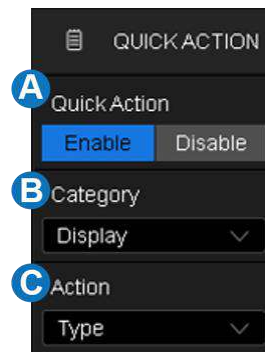 QUICK ACTION
A
Quick Action
Enable Disable
B
Category
Display
C
Action
Type